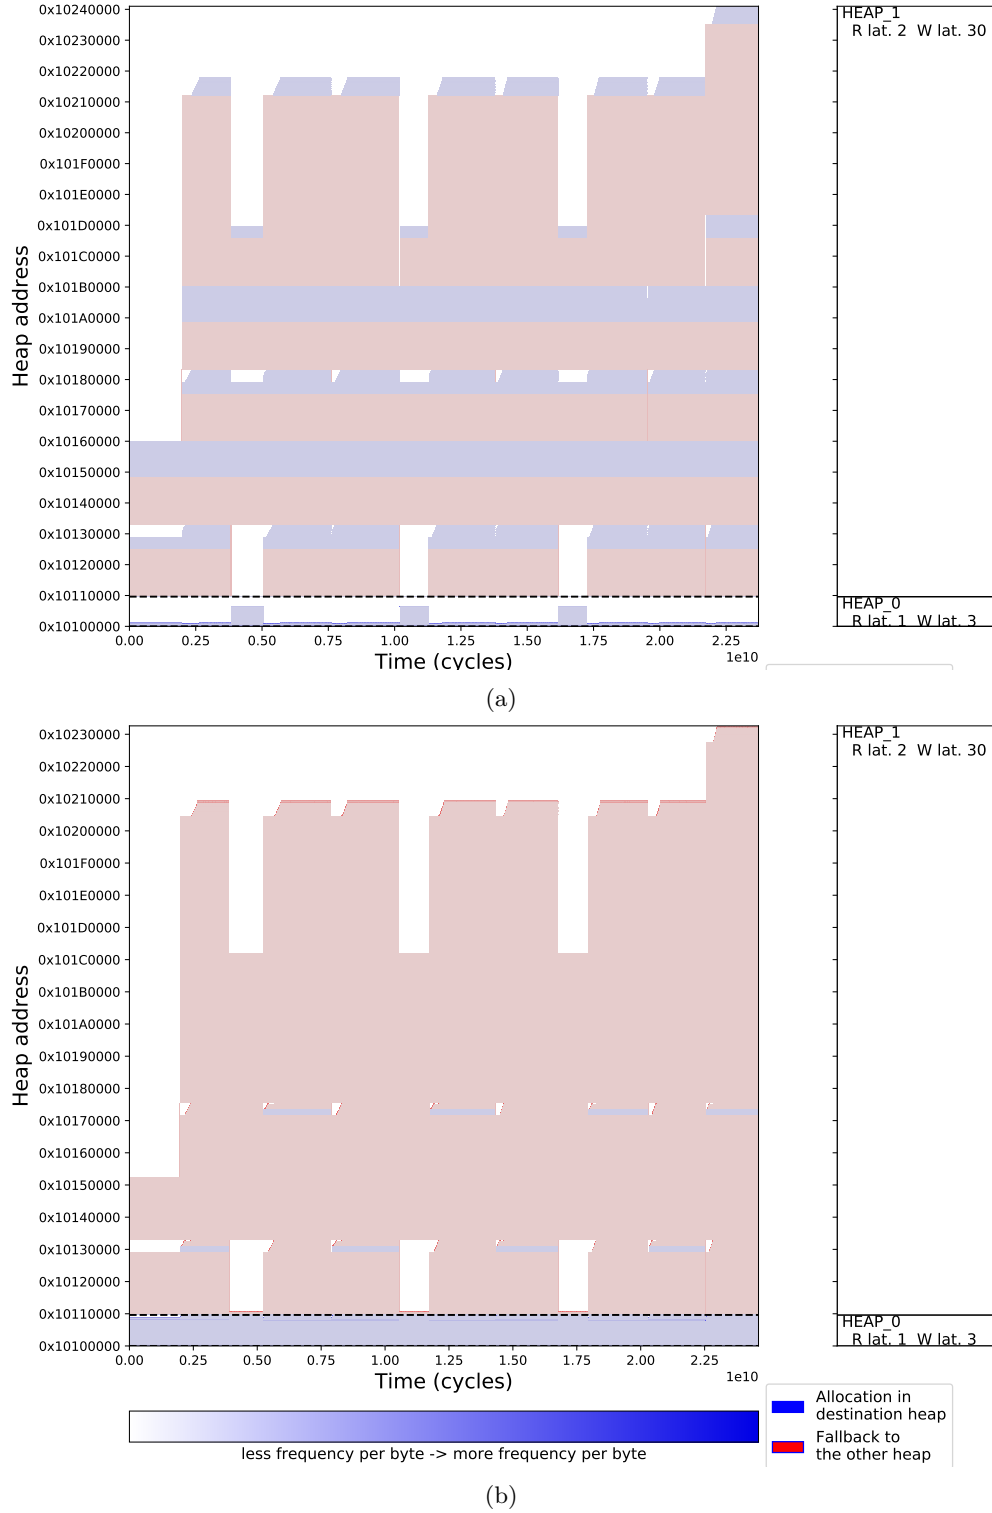 0x10240000
0x10230000
0x10220000
0x10210000
0x10200000
0x101F0000
0x101E0000
0x101D0000
0x101C0000
0x101B0000
0x101A0000
0x10190000
0x10180000
0x10170000
0x10160000
0x10150000
0x10140000
0x10130000
0x10120000
0x10110000
0x10100000
Heap address
0.00 0.25 0.50 0.75 1.00 1.25 1.50 1.75 2.00 2.25
1e10
Time (cycles)
HEAP_1
R lat. 2 W lat. 30
HEAP_0
R lat. 1 W lat. 3
(a)
0x10230000
0x10220000
0x10210000
0x10200000
0x101F0000
0x101E0000
0x101D0000
0x101C0000
0x101B0000
0x101A0000
0x10190000
0x10180000
0x10170000
0x10160000
0x10150000
0x10140000
0x10130000
0x10120000
0x10110000
0x10100000
Heap address
0.00 0.25 0.50 0.75 1.00 1.25 1.50 1.75 2.00 2.25
1e10
Time (cycles)
HEAP_1
R lat. 2 W lat. 30
HEAP_0
R lat. 1 W lat. 3
less frequency per byte -> more frequency per byte
Allocation in
destination heap
Fallback to
the other heap
(b)